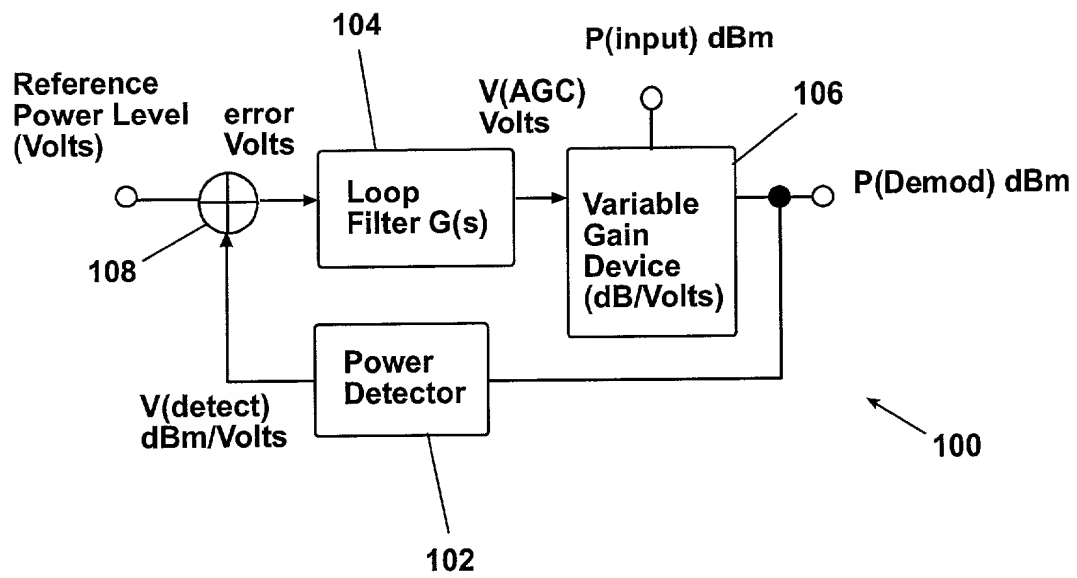 104
P(input) dBm
Reference
Power Level
(Volts)
error
Volts
V(AGC)
Volts
106
Loop
Filter G(s)
Variable
Gain
Device
(dB/Volts)
P(Demod) dBm
108
Power
Detector
V(detect)
dBm/Volts
100
102